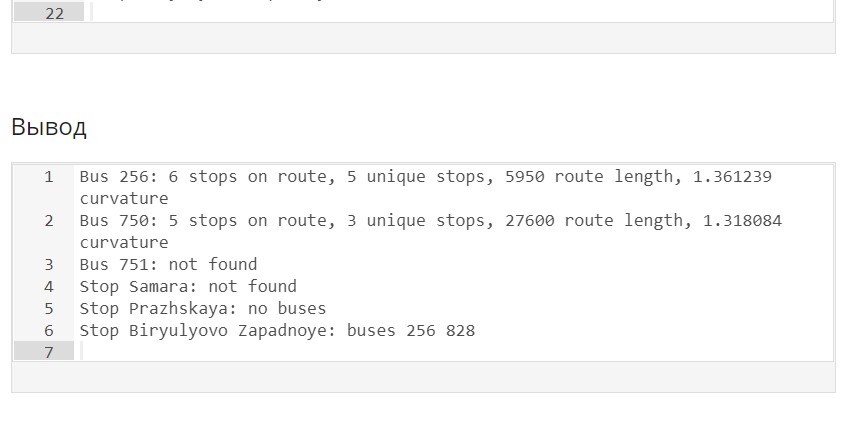 22
Вывод
1 Bus 256: 6 stops on route, 5 unique stops, 5950 route length, 1.361239
curvature
2 Bus 750: 5 stops on route, 3 unique stops, 27600 route length, 1.318084
curvature
3 Bus 751: not found
4 Stop Samara: not found
5 Stop Prazhskaya: no buses
6 Stop Biryulyovo Zapadnoye: buses 256 828
7